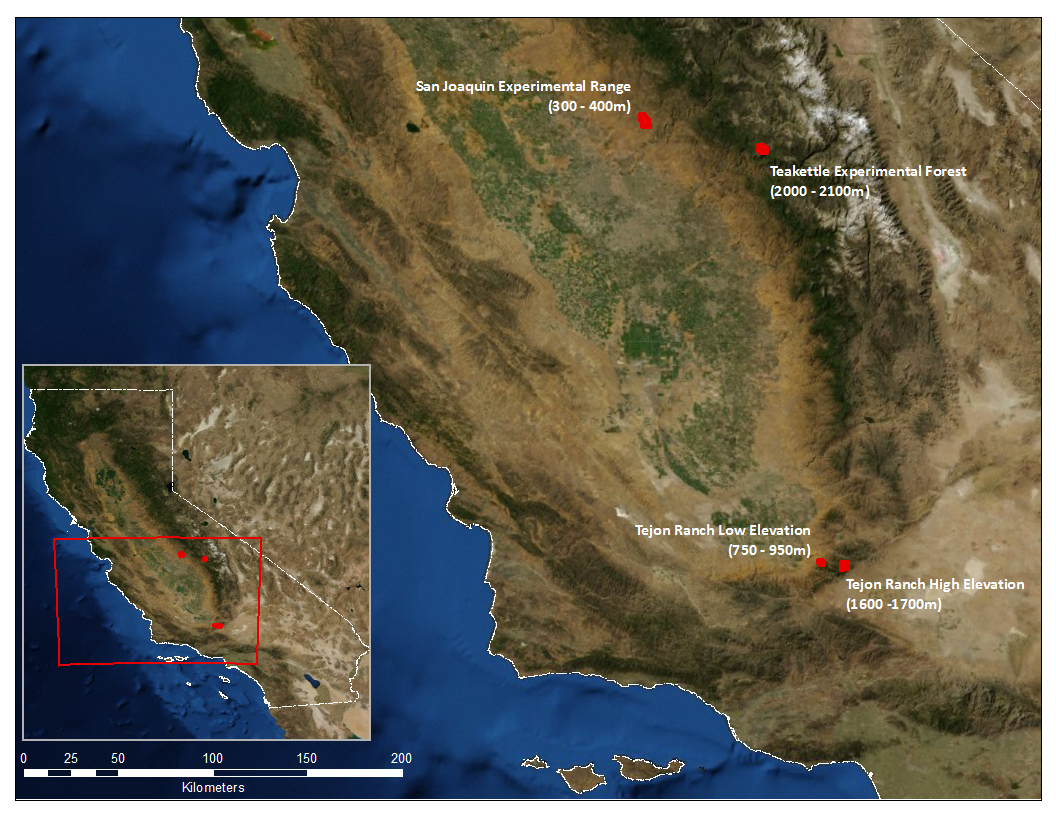 San Joaquin Experimental Range
(300 - 400m)
Teakettle Experimental Forest
(2000 - 2100m)
Tejon Ranch Low Elevation
(750 - 950m)
Tejon Ranch High Elevation
(1600 -1700m)
0 25 50 100 150 200
Kilometers